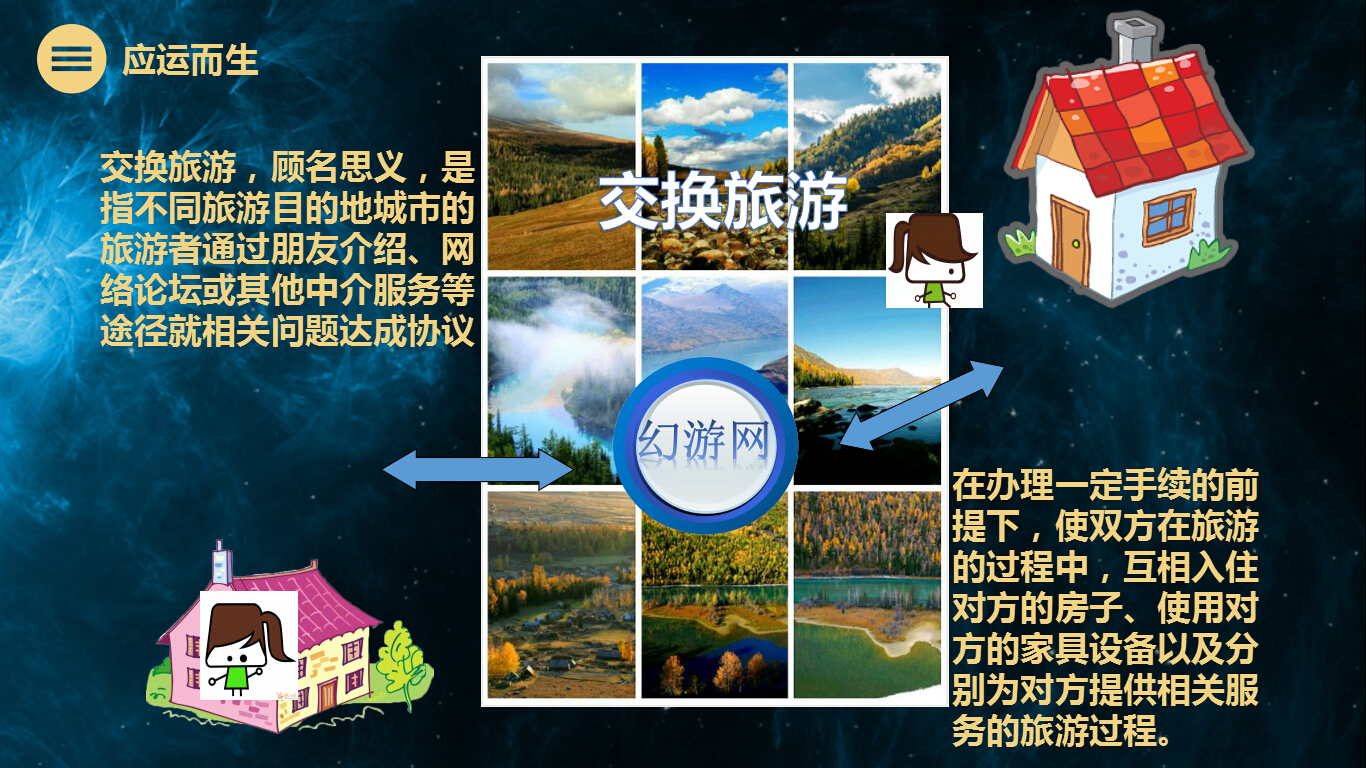 应运而生
交换旅游，顾名思义，是
指不同旅游目的地城市的
旅游者通过朋友介绍、网
络论坛或其他中介服务等
途径就相关问题达成协议
交换旅游
幻游网
在办理一定手续的前
提下，使双方在旅游
的过程中，互相入住
对方的房子、使用对
方的家具设备以及分
别为对方提供相关服
务的旅游过程。